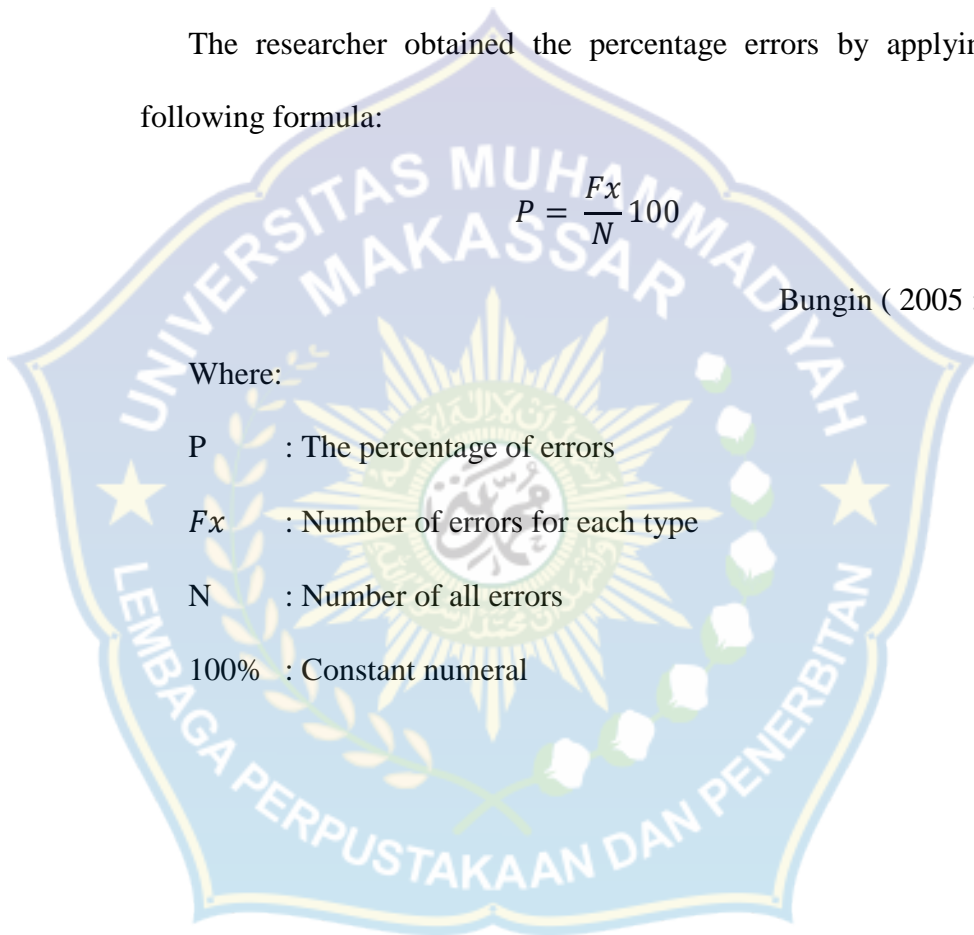 The researcher obtained the percentage errors by
following formula:
P = Fx/N 100
Bungin ( 2005
Where:
P : The percentage of errors
Fx : Number of errors for each type
N : Number of all errors
100% : Constant numeral
UNIVERSITAS MUHAMMADIYAH
MAKASSAR
LEMBAGA PERPUSTAKAAN DAN PENERBITAN